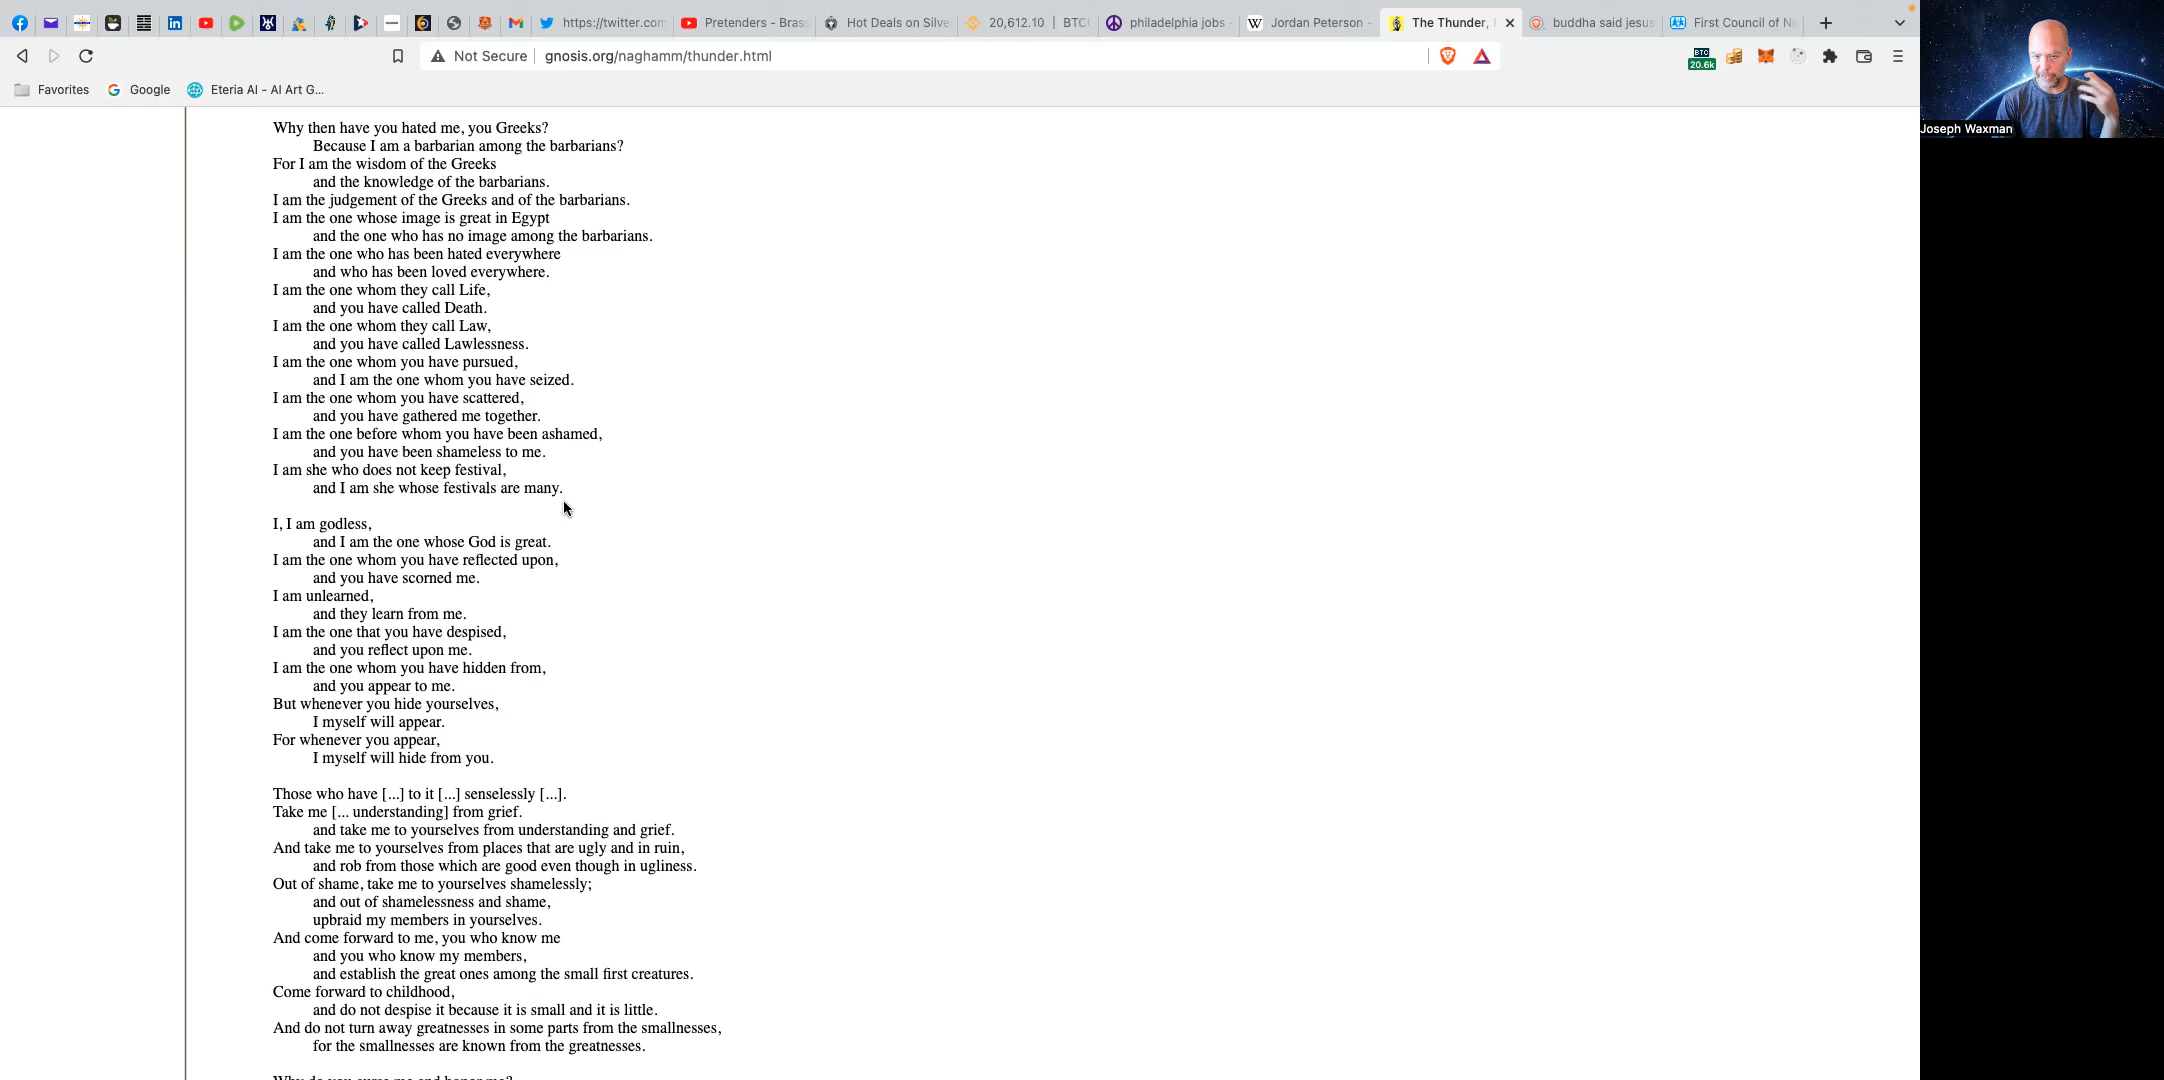 https://twitter.com
Pretenders - Brass
Hot Deals on Silve
20,612.10 | BTC
philadelphia jobs -
Jordan Peterson -
The Thunder,
buddha said jesus
First Council of Ni
Not Secure
gnosis.org/naghamm/thunder.html
BTC
20.6k
Favorites
Google
Eteria AI - AI Art G...
Joseph Waxman
Why then have you hated me, you Greeks?
Because I am a barbarian among the barbarians?
For I am the wisdom of the Greeks
and the knowledge of the barbarians.
I am the judgement of the Greeks and of the barbarians.
I am the one whose image is great in Egypt
and the one who has no image among the barbarians.
I am the one who has been hated everywhere
and who has been loved everywhere.
I am the one whom they call Life,
and you have called Death.
I am the one whom they call Law,
and you have called Lawlessness.
I am the one whom you have pursued,
and I am the one whom you have seized.
I am the one whom you have scattered,
and you have gathered me together.
I am the one before whom you have been ashamed,
and you have been shameless to me.
I am she who does not keep festival,
and I am she whose festivals are many.
I, I am godless,
and I am the one whose God is great.
I am the one whom you have reflected upon,
and you have scorned me.
I am unlearned,
and they learn from me.
I am the one that you have despised,
and you reflect upon me.
I am the one whom you have hidden from,
and you appear to me.
But whenever you hide yourselves,
I myself will appear.
For whenever you appear,
I myself will hide from you.
Those who have [...] to it [...] senselessly [...].
Take me [... understanding] from grief.
and take me to yourselves from understanding and grief.
And take me to yourselves from places that are ugly and in ruin,
and rob from those which are good even though in ugliness.
Out of shame, take me to yourselves shamelessly;
and out of shamelessness and shame,
upbraid my members in yourselves.
And come forward to me, you who know me
and you who know my members,
and establish the great ones among the small first creatures.
Come forward to childhood,
and do not despise it because it is small and it is little.
And do not turn away greatnesses in some parts from the smallnesses,
for the smallnesses are known from the greatnesses.